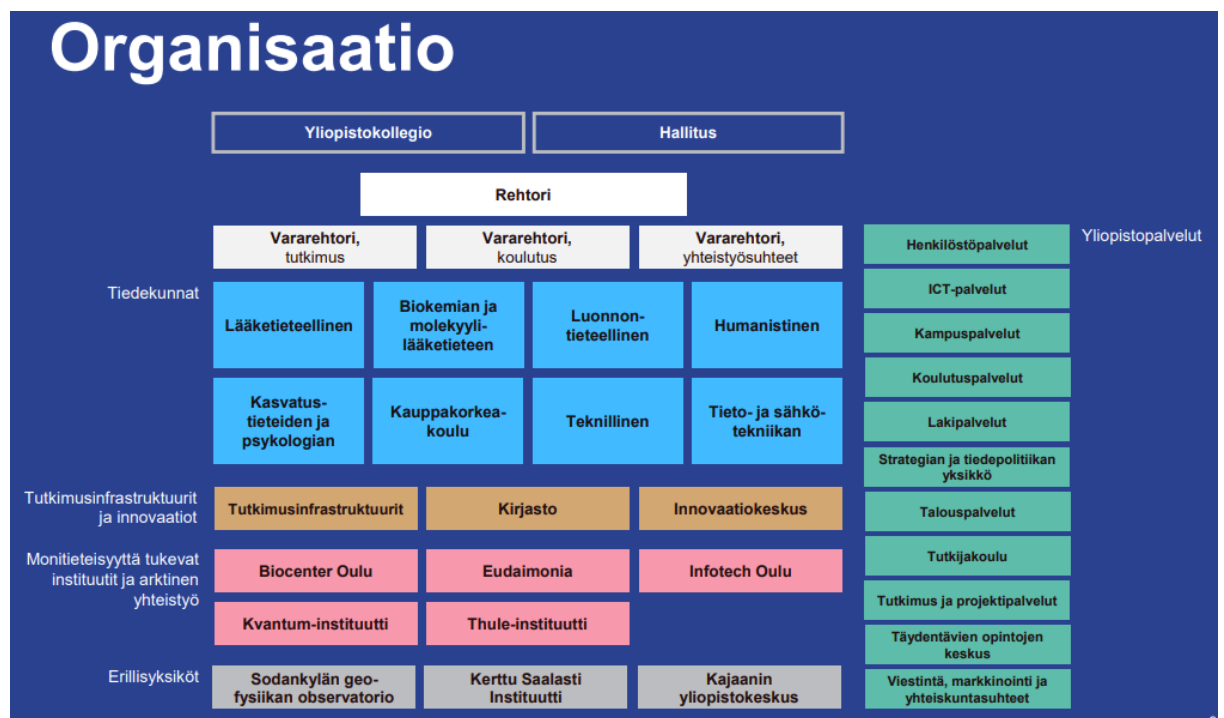 Organisaatio
Yliopistokollegio
Hallitus
Rehtori
Vararehtori,
tutkimus
Vararehtori,
koulutus
Vararehtori,
yhteistyösuhteet
Tiedekunnat
Lääketieteellinen
Biokemian ja
molekyyli-
lääketieteen
Luonnon-
tieteellinen
Humanistinen
Kasvatus-
tieteiden ja
psykologian
Kauppakorkea-
koulu
Teknillinen
Tieto- ja sähkö-
tekniikan
Tutkimusinfrastruktuurit
ja innovaatiot
Tutkimusinfrastruktuurit
Kirjasto
Innovaatiokeskus
Monitieteisyyttä tukevat
instituutit ja arktinen
yhteistyö
Biocenter Oulu
Eudaimonia
Infotech Oulu
Kvantum-instituutti
Thule-instituutti
Erillisyksiköt
Sodankylän geo-
fysiikan observatorio
Kerttu Saalasti
Instituutti
Kajaanin
yliopistokeskus
Yliopistopalvelut
Henkilöstöpalvelut
ICT-palvelut
Kampuspalvelut
Koulutuspalvelut
Lakipalvelut
Strategian ja tiedepolitiikan
yksikkö
Talouspalvelut
Tutkijakoulu
Tutkimus ja projektipalvelut
Täydentävien opintojen
keskus
Viestintä, markkinointi ja
yhteiskuntasuhteet